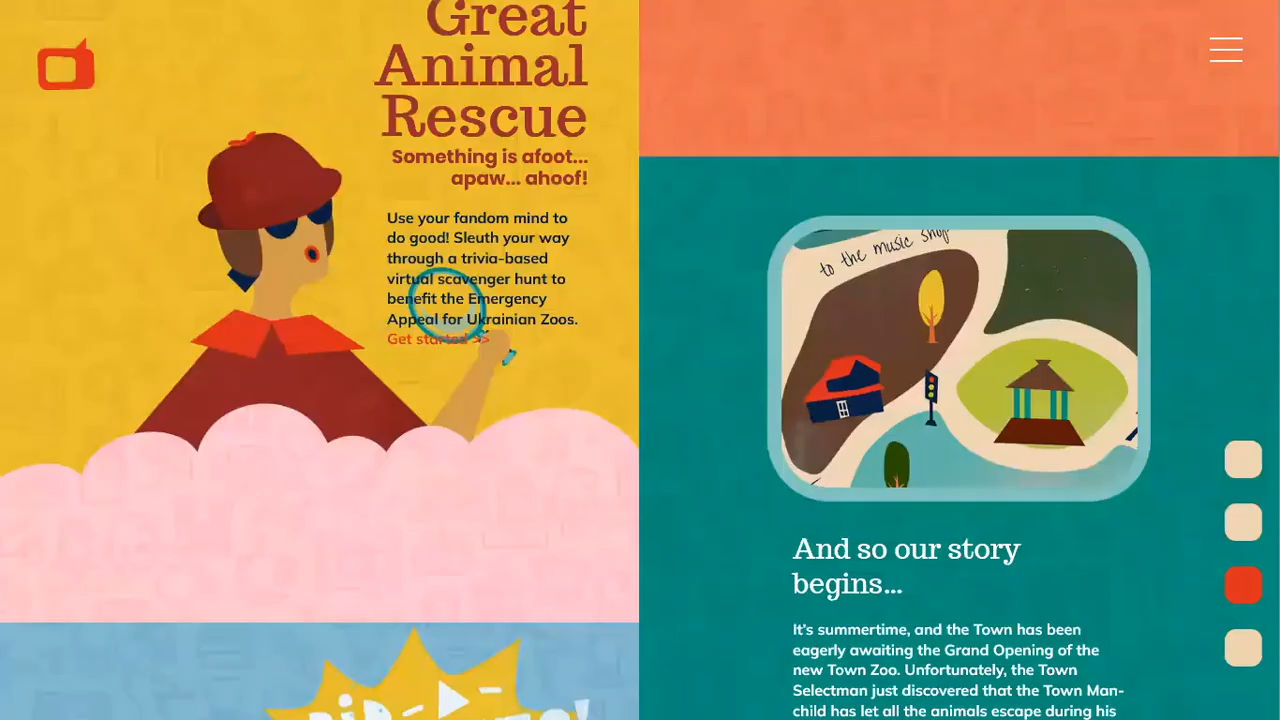 Great
Animal
Rescue
Something is afoot...
apaw... ahoof!
Use your fandom mind to
do good! Sleuth your way
through a trivia-based
virtual scavenger hunt to
benefit the Emergency
Appeal for Ukrainian Zoos.
Get started >>
to the music shop
And so our story
begins...
It's summertime, and the Town has been
eagerly awaiting the Grand Opening of the
new Town Zoo. Unfortunately, the Town
Selectman just discovered that the Town Man-
child has let all the animals escape during his